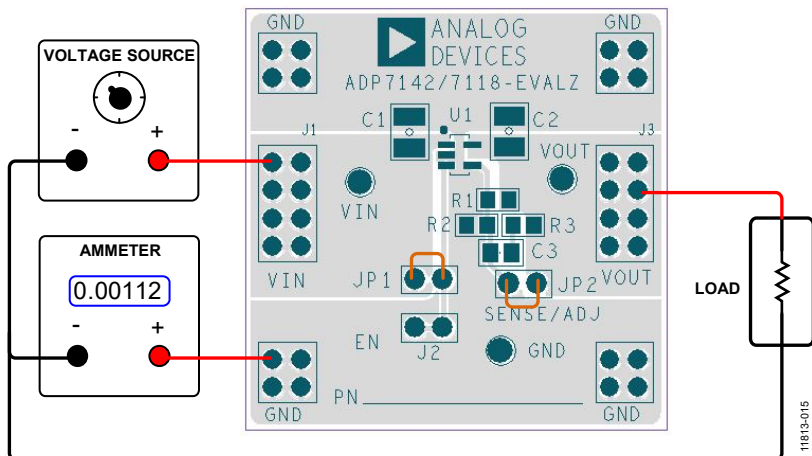 GND
GND
ANALOG
DEVICES
ADP7142/7118-EVALZ
VOLTAGE SOURCE
-
+
C1
U1
C2
J1
J3
VOUT
VIN
R1
R2
R3
C3
VIN
JP1
JP2
VOUT
SENSE/ADJ
AMMETER
0.00112
-
+
LOAD
EN
J2
GND
PN
GND
GND
11813-015